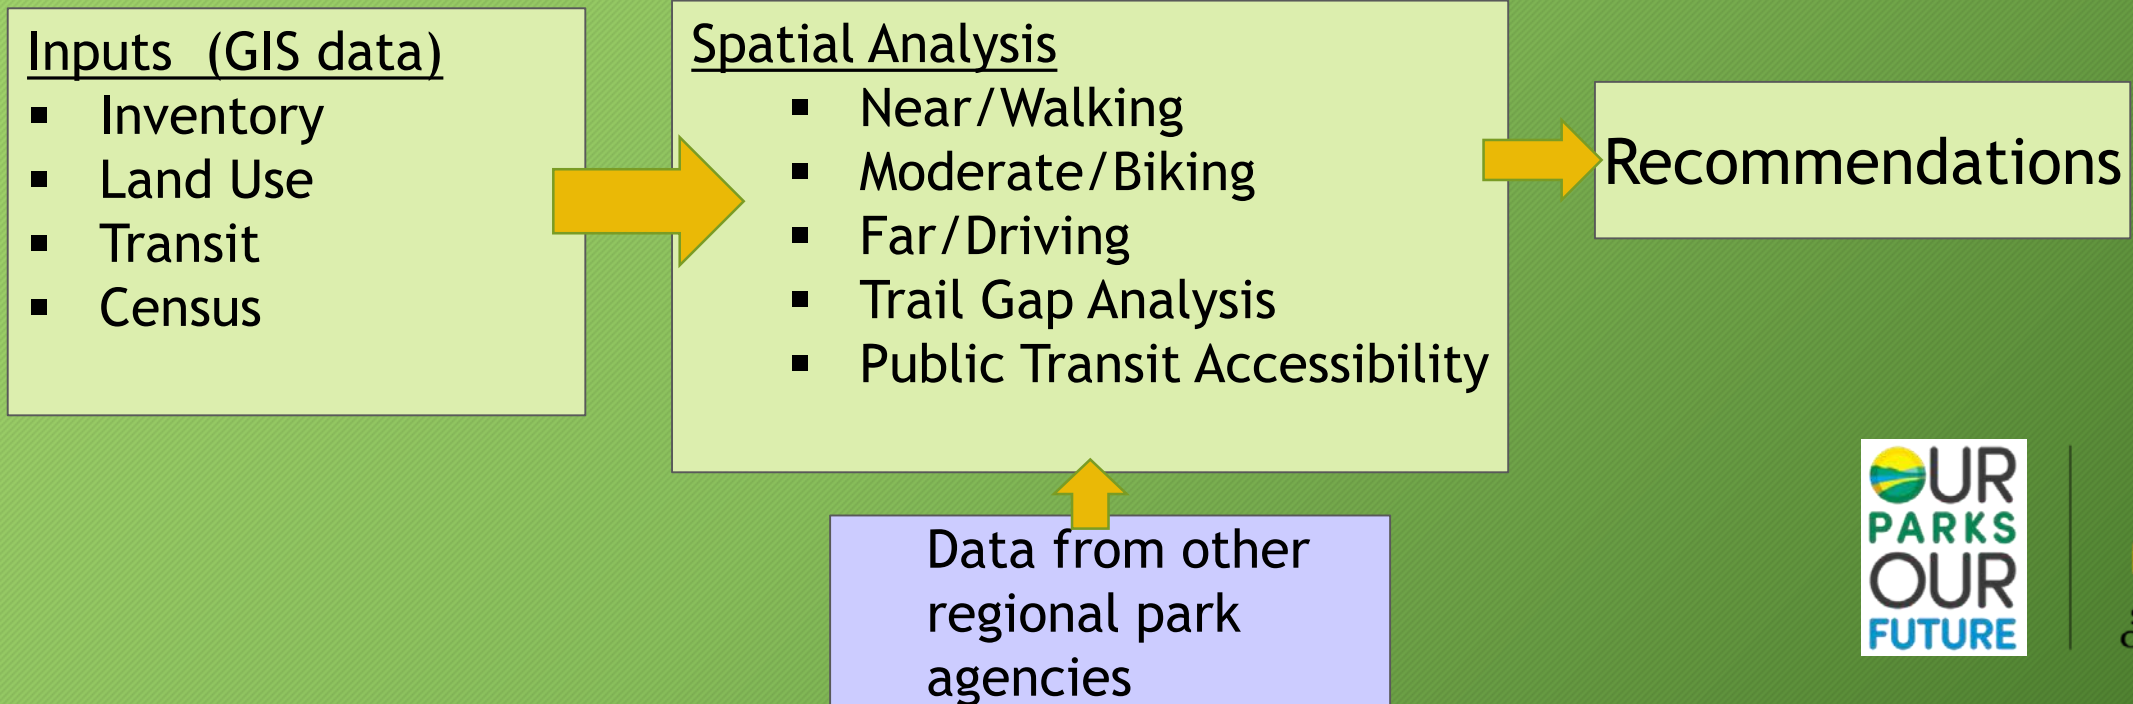 Inputs (GIS data)
▪ Inventory
▪ Land Use
▪ Transit
▪ Census
Spatial Analysis
▪ Near/Walking
▪ Moderate/Biking
▪ Far/Driving
▪ Trail Gap Analysis
▪ Public Transit Accessibility
Recommendations
Data from other
regional park
agencies
OUR
PARKS
OUR
FUTURE